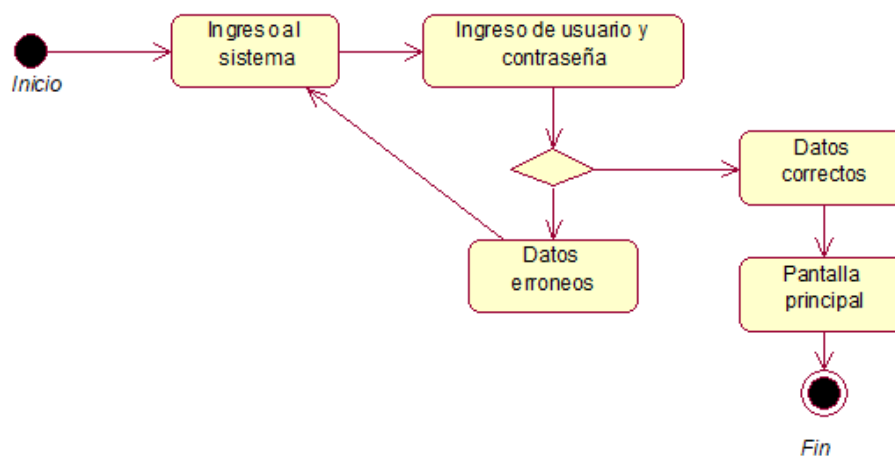 Inicio
Ingreso al
sistema
Ingreso de usuario y
contraseña
Datos
correctos
Datos
erroneos
Pantalla
principal
Fin